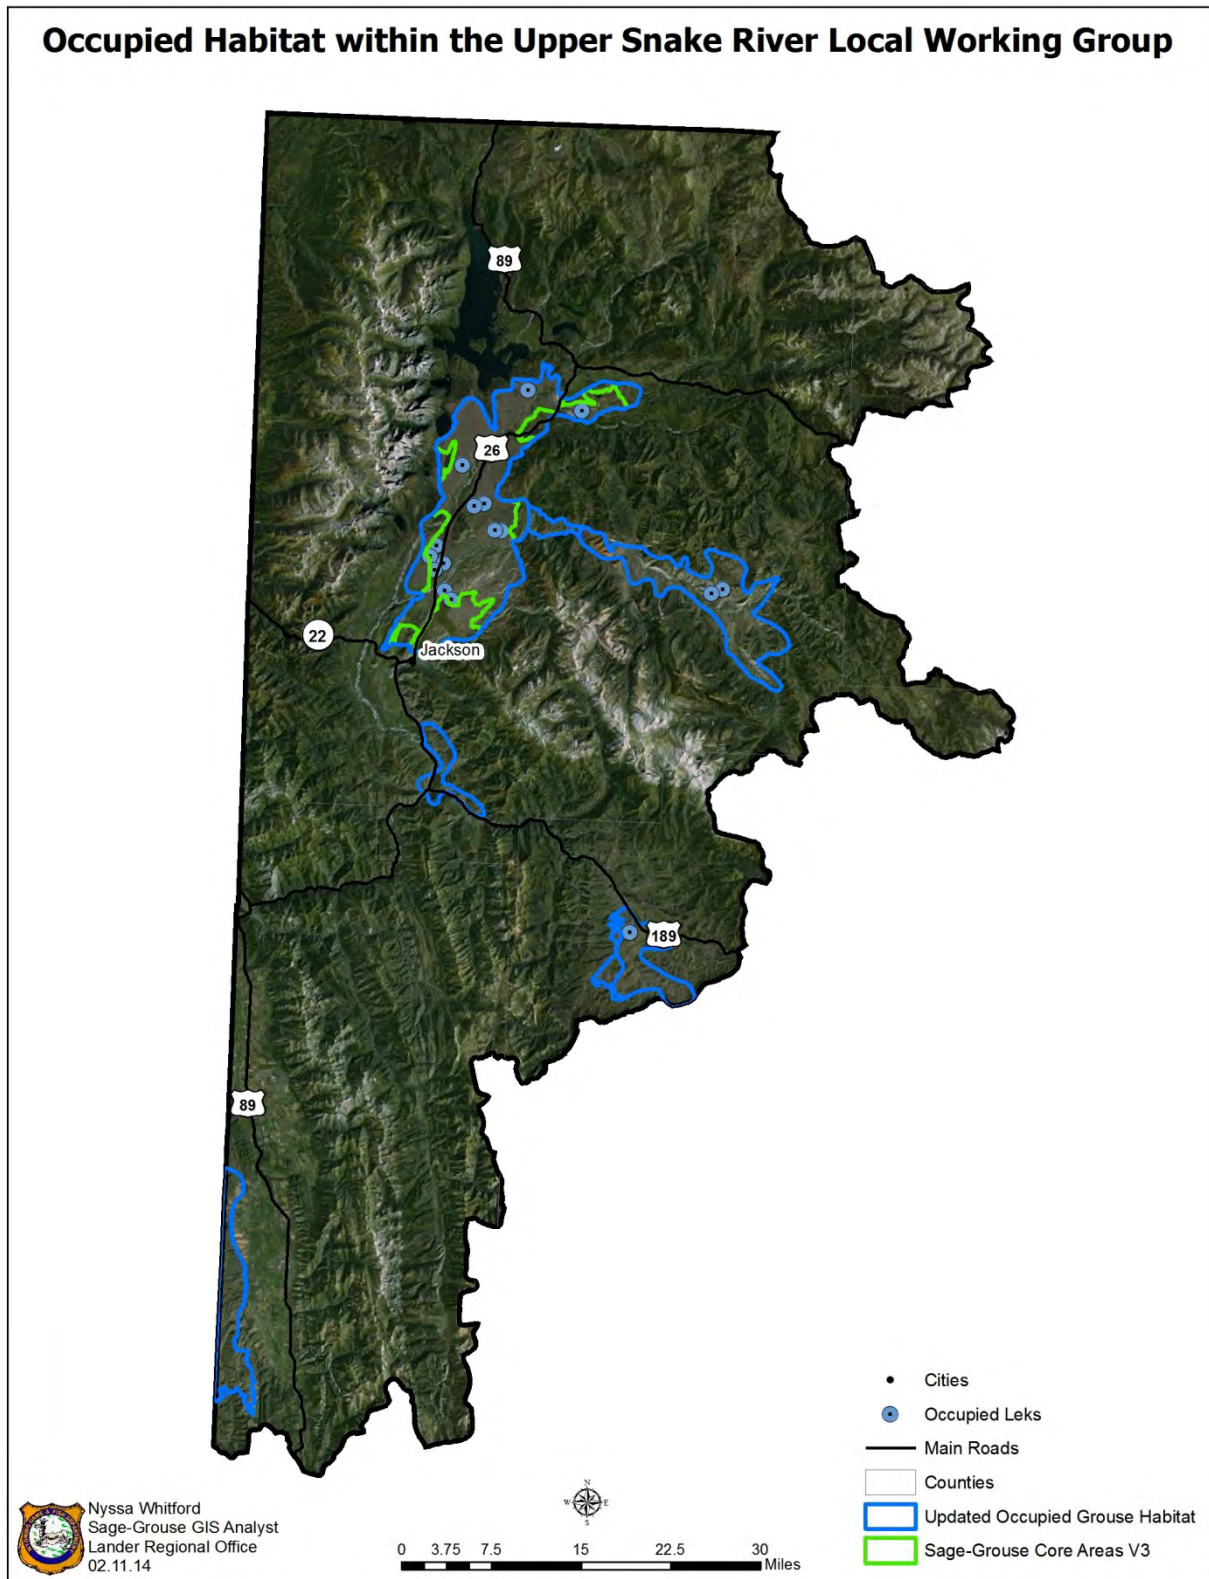 Occupied Habitat within the Upper Snake River Local Working Group
89
26
22
Jackson
189
89
Cities
Occupied Leks
Main Roads
Counties
Updated Occupied Grouse Habitat
Sage-Grouse Core Areas V3
Nyssa Whitford
Sage-Grouse GIS Analyst
Lander Regional Office
02.11.14
N
W E
S
0 3.75 7.5 15 22.5 30
Miles